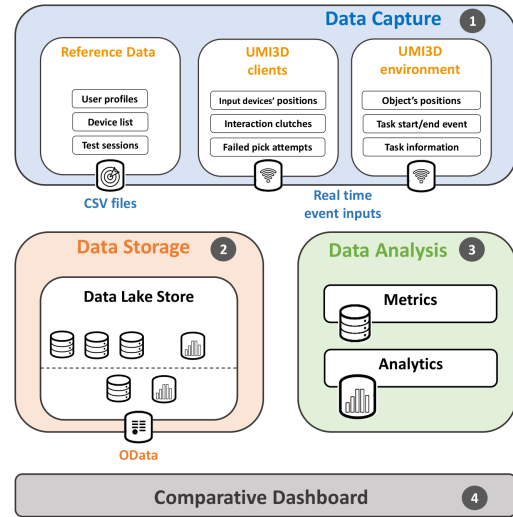 Data Capture 1
Reference Data
User profiles
Device list
Test sessions
CSV files
UMI3D
clients
Input devices' positions
Interaction clutches
Failed pick attempts
UMI3D
environment
Object's positions
Task start/end event
Task information
Real time
event inputs
Data Storage 2
Data Lake Store
OData
Data Analysis 3
Metrics
Analytics
Comparative Dashboard 4